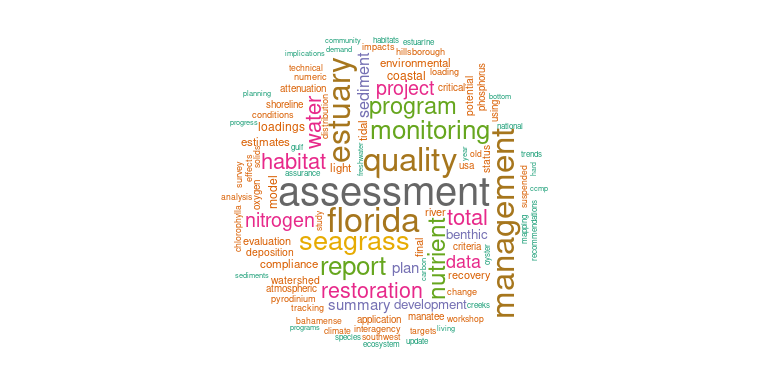 community
habitats
estuarine
implications
demand
impacts
hillsborough
technical
environmental
numeric
coastal
loading
planning
attenuation
estuary
sediment
project
critical
potential
phosphorus
bottom
shoreline
distribution
program
using
conditions
water
progress
loadings
tidal
monitoring
national
estimates
gulf
solids
habitat
light
freshwater
quality
year
old
usa
status
management
trends
hard
survey
effects
assurance
analysis
oxygen
model
assessment
suspended
ccmp
nitrogen
study
florida
river
total
chlorophylla
evaluation
seagrass
final
nutrient
benthic
criteria
oyster
mapping
recommendations
deposition
compliance
report
plan
carbon
data
sediments
watershed
recovery
atmospheric
restoration
change
pyrodinium
tracking
summary
development
creeks
bahamense
application
manatee
workshop
programs
climate
interagency
targets
living
species
southwest
update
ecosystem